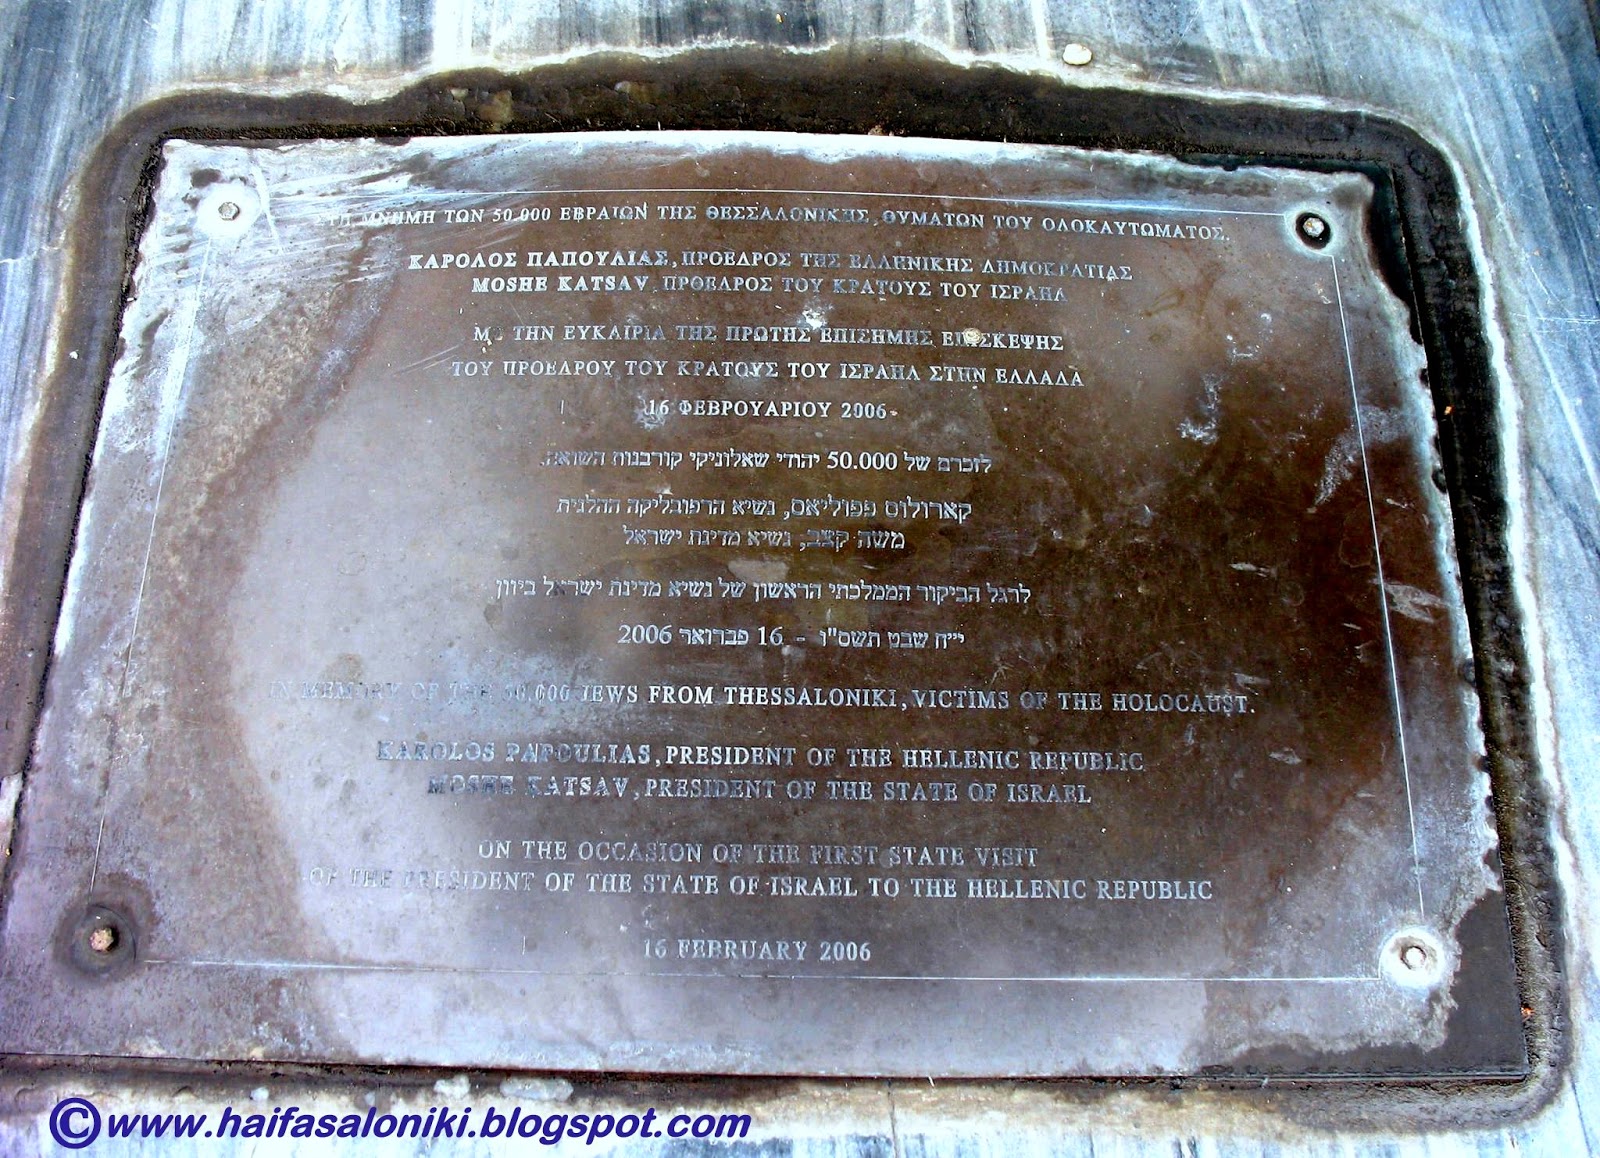 ΣΤΗ ΜΝΗΜΗ ΤΩΝ 50.000 ΕΒΡΑΙΩΝ ΤΗΣ ΘΕΣΣΑΛΟΝΙΚΗΣ, ΘΥΜΑΤΩΝ ΤΟΥ ΟΛΟΚΑΥΤΩΜΑΤΟΣ.
ΚΑΡΟΛΟΣ ΠΑΠΟΥΛΙΑΣ, ΠΡΟΕΔΡΟΣ ΤΗΣ ΕΛΛΗΝΙΚΗΣ ΔΗΜΟΚΡΑΤΙΑΣ
MOSHE KATSAV, ΠΡΟΕΔΡΟΣ ΤΟΥ ΚΡΑΤΟΥΣ ΤΟΥ ΙΣΡΑΗΛ
ΜΕ ΤΗΝ ΕΥΚΑΙΡΙΑ ΤΗΣ ΠΡΩΤΗΣ ΕΠΙΣΗΜΗΣ ΕΠΙΣΚΕΨΗΣ
ΤΟΥ ΠΡΟΕΔΡΟΥ ΤΟΥ ΚΡΑΤΟΥΣ ΤΟΥ ΙΣΡΑΗΛ ΣΤΗΝ ΕΛΛΑΔΑ
16 ΦΕΒΡΟΥΑΡΙΟΥ 2006
לזכרם של 50.000 יהודי שאלוניקי קורבנות השואה.
קארולוס פפוליאס, נשיא הרפובליקה ההלנית
משה קצב, נשיא מדינת ישראל
לרגל הביקור הממלכתי הראשון של נשיא מדינת ישראל ביוון
י״ח שבט תשס"ו - 16 פברואר 2006
IN MEMORY OF THE 50.000 JEWS FROM THESSALONIKI, VICTIMS OF THE HOLOCAUST.
KAROLOS PAPOULIAS, PRESIDENT OF THE HELLENIC REPUBLIC
MOSHE KATSAV, PRESIDENT OF THE STATE OF ISRAEL
ON THE OCCASION OF THE FIRST STATE VISIT
OF THE PRESIDENT OF THE STATE OF ISRAEL TO THE HELLENIC REPUBLIC
16 FEBRUARY 2006
©www.haifasaloniki.blogspot.com